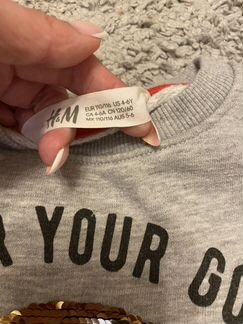 H&M
EUR 110/116 US 4-6Y
CA 4-6A CN 120/60
MX 110/116 AUS 5-6
YOUR